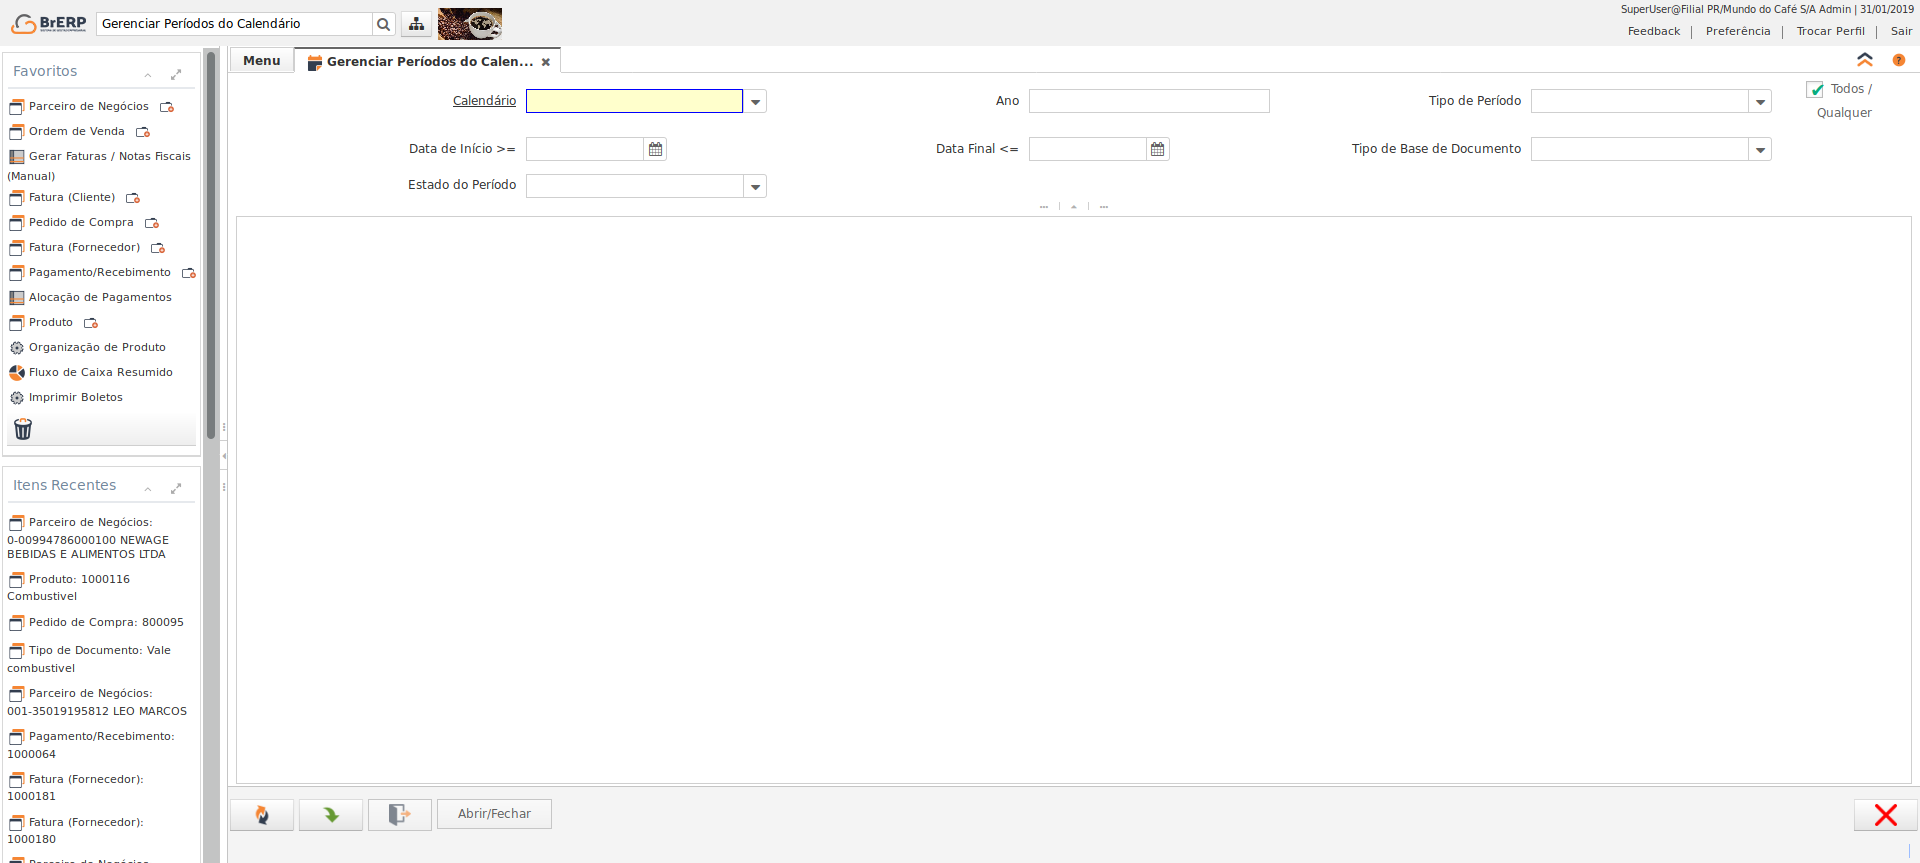 BrERP
Gerenciar Períodos do Calendário
SuperUser@Filial PR/Mundo do Café S/A Admin | 31/01/2019
Feedback | Preferência | Trocar Perfil | Sair
Favoritos
Parceiro de Negócios
Ordem de Venda
Gerar Faturas / Notas Fiscais
(Manual)
Fatura (Cliente)
Pedido de Compra
Fatura (Fornecedor)
Pagamento/Recebimento
Alocação de Pagamentos
Produto
Organização de Produto
Fluxo de Caixa Resumido
Imprimir Boletos
Itens Recentes
Parceiro de Negócios:
0-00994786000100 NEWAGE
BEBIDAS E ALIMENTOS LTDA
Produto: 1000116
Combustivel
Pedido de Compra: 800095
Tipo de Documento: Vale
combustivel
Parceiro de Negócios:
001-35019195812 LEO MARCOS
Pagamento/Recebimento:
1000064
Fatura (Fornecedor):
1000181
Fatura (Fornecedor):
1000180
Parceiro de Negócios
Menu
Gerenciar Períodos do Calen...
Calendário
Ano
Tipo de Período
Todos /
Qualquer
Data de Início >=
Data Final <=
Tipo de Base de Documento
Estado do Período
Abrir/Fechar